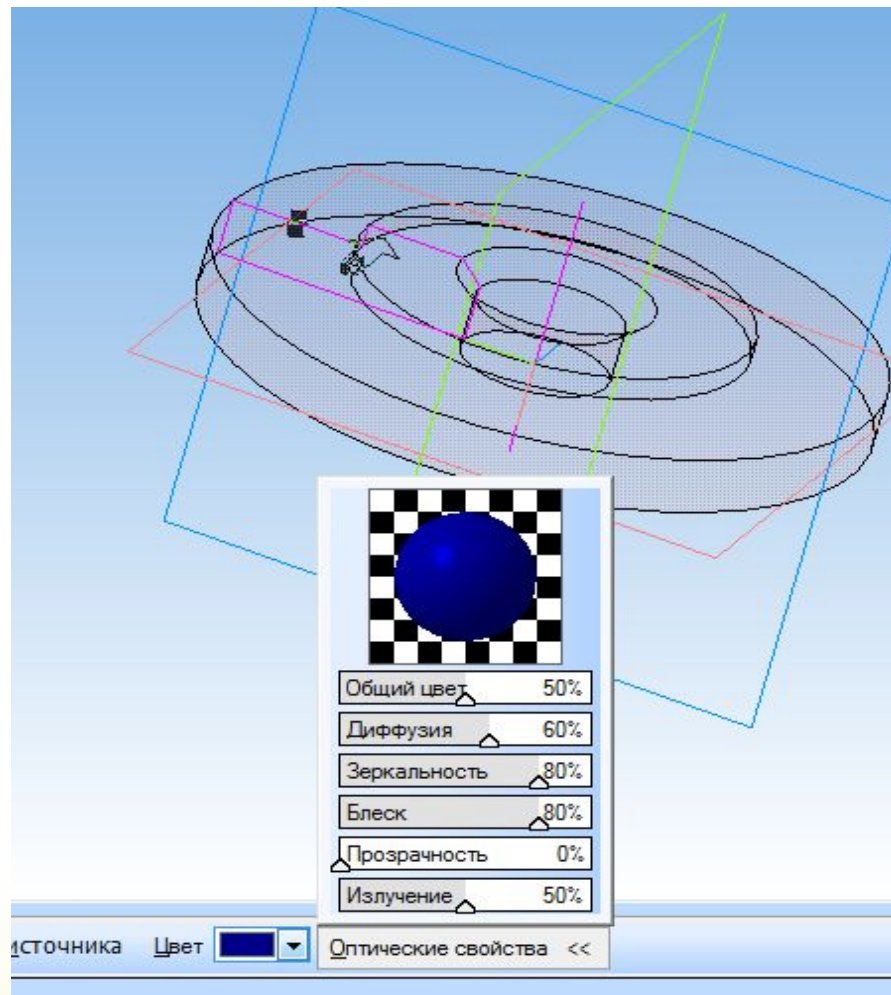 Общий цвет 50%
Диффузия 60%
Зеркальность 80%
Блеск 80%
Прозрачность 0%
Излучение 50%
источника Цвет Оптические свойства <<